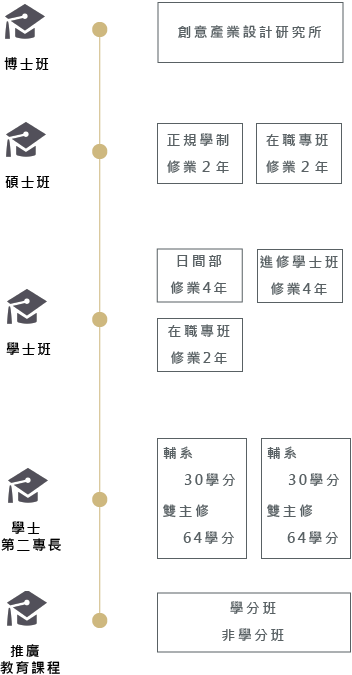 創意產業設計研究所
博士班
正規學制
修業2年
在職專班
修業2年
碩士班
日間部
修業4年
進修學士班
修業4年
在職專班
修業2年
學士班
輔系
30學分
雙主修
64學分
輔系
30學分
雙主修
64學分
學士
第二專長
學分班
非學分班
推廣
教育課程